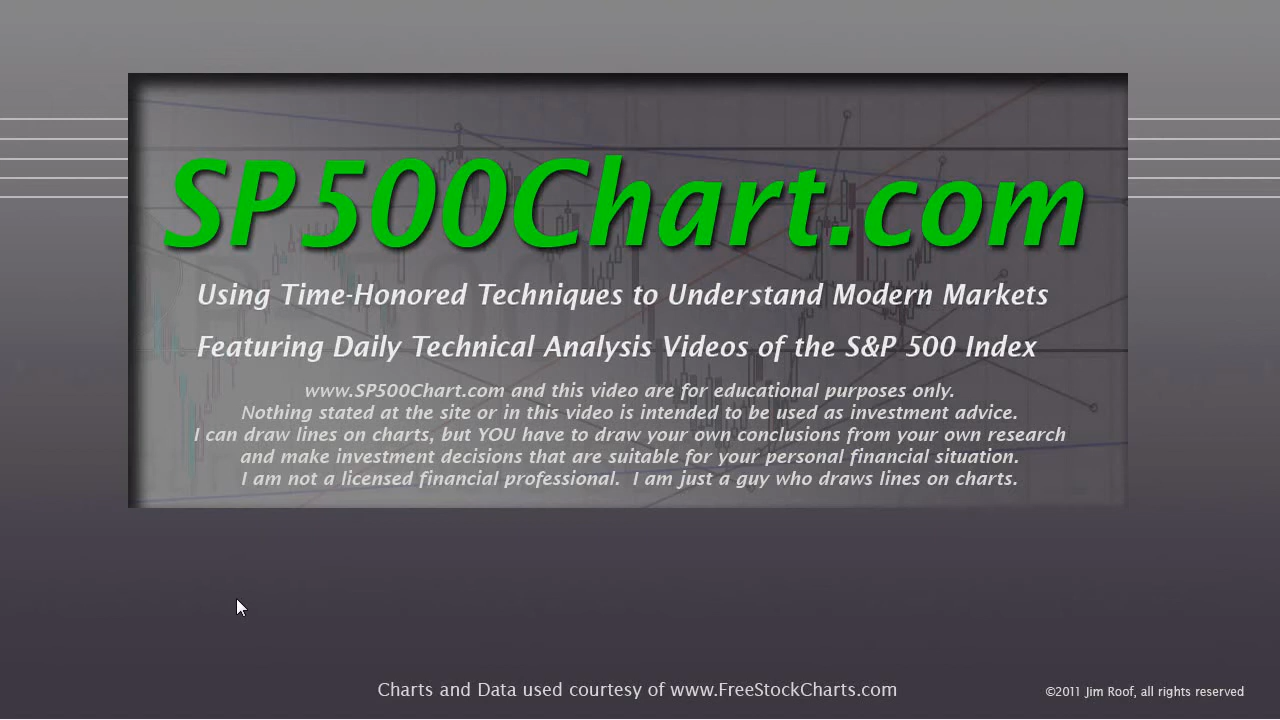 SP500Chart.com
Using Time-Honored Techniques to Understand Modern Markets
Featuring Daily Technical Analysis Videos of the S&P 500 Index
www.SP500Chart.com and this video are for educational purposes only.
Nothing stated at the site or in this video is intended to be used as investment advice.
I can draw lines on charts, but YOU have to draw your own conclusions from your own research
and make investment decisions that are suitable for your personal financial situation.
I am not a licensed financial professional.  I am just a guy who draws lines on charts.
Charts and Data used courtesy of www.FreeStockCharts.com
©2011 Jim Roof, all rights reserved